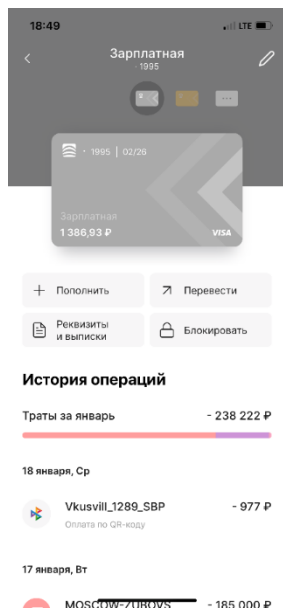 18:49
LTE
Зарплатная
· 1995
· 1995 | 02/26
Зарплатная
1 386,93 ₽
VISA
Пополнить
Перевести
Реквизиты
и выписки
Блокировать
История операций
Траты за январь
- 238 222 ₽
18 января, Ср
Vkusvill_1289_SBP
- 977 ₽
Оплата по QR-коду
17 января, Вт
MOSCOW-ZUBOVS
- 185 000 ₽